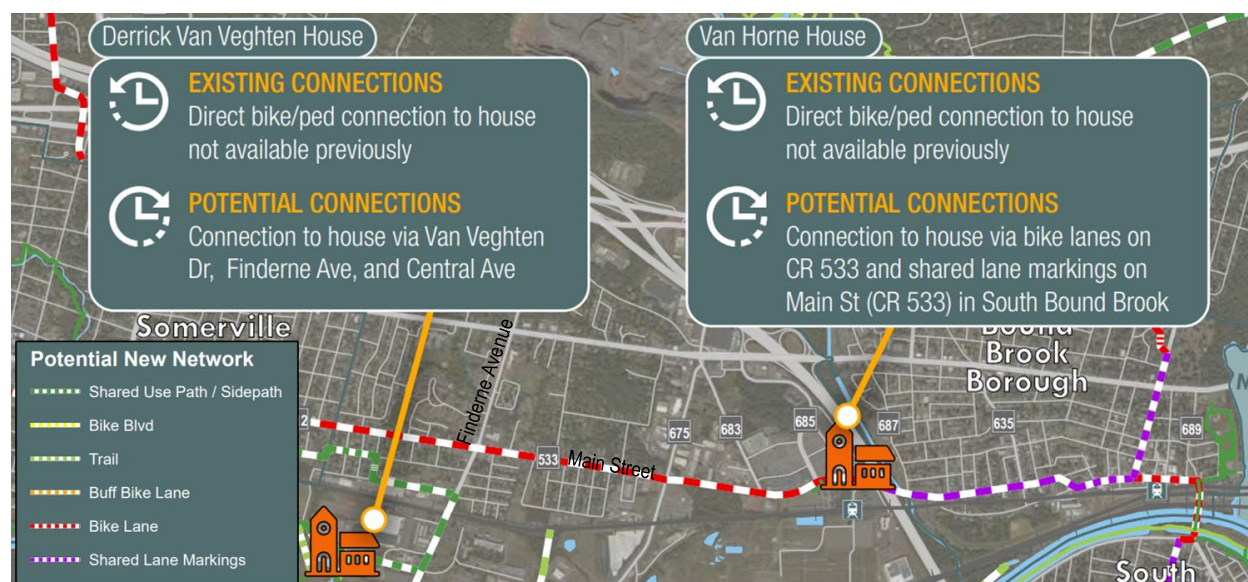 Derrick Van Veghten House
EXISTING CONNECTIONS
Direct bike/ped connection to house
not available previously
POTENTIAL CONNECTIONS
Connection to house via Van Veghten
Dr, Finderne Ave, and Central Ave
Van Horne House
EXISTING CONNECTIONS
Direct bike/ped connection to house
not available previously
POTENTIAL CONNECTIONS
Connection to house via bike lanes on
CR 533 and shared lane markings on
Main St (CR 533) in South Bound Brook
Somerville
Bound
Brook
Borough
Finderne Avenue
Main Street
2
533
675
683
685
687
635
689
M
South
Potential New Network
Shared Use Path / Sidepath
Bike Blvd
Trail
Buff Bike Lane
Bike Lane
Shared Lane Markings